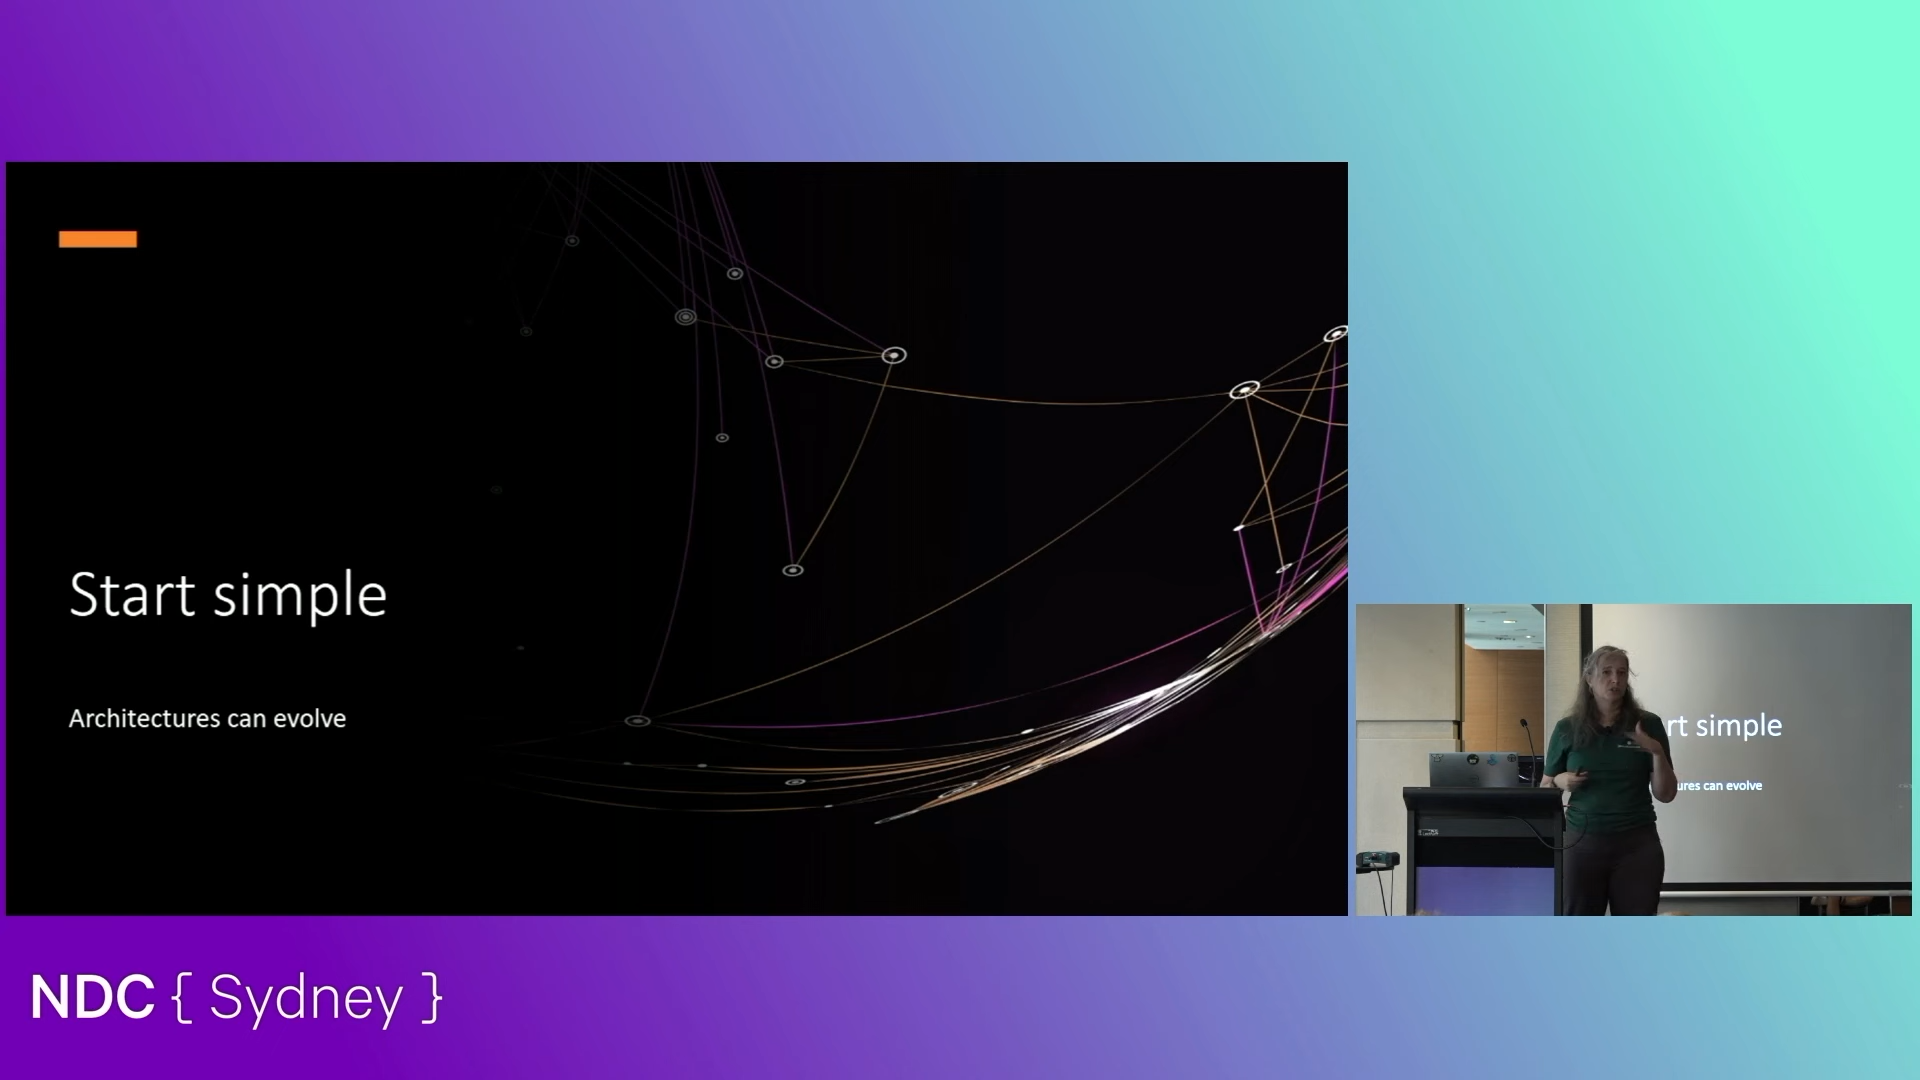 Start simple
Architectures can evolve
rt simple
ures can evolve
NDC { Sydney }